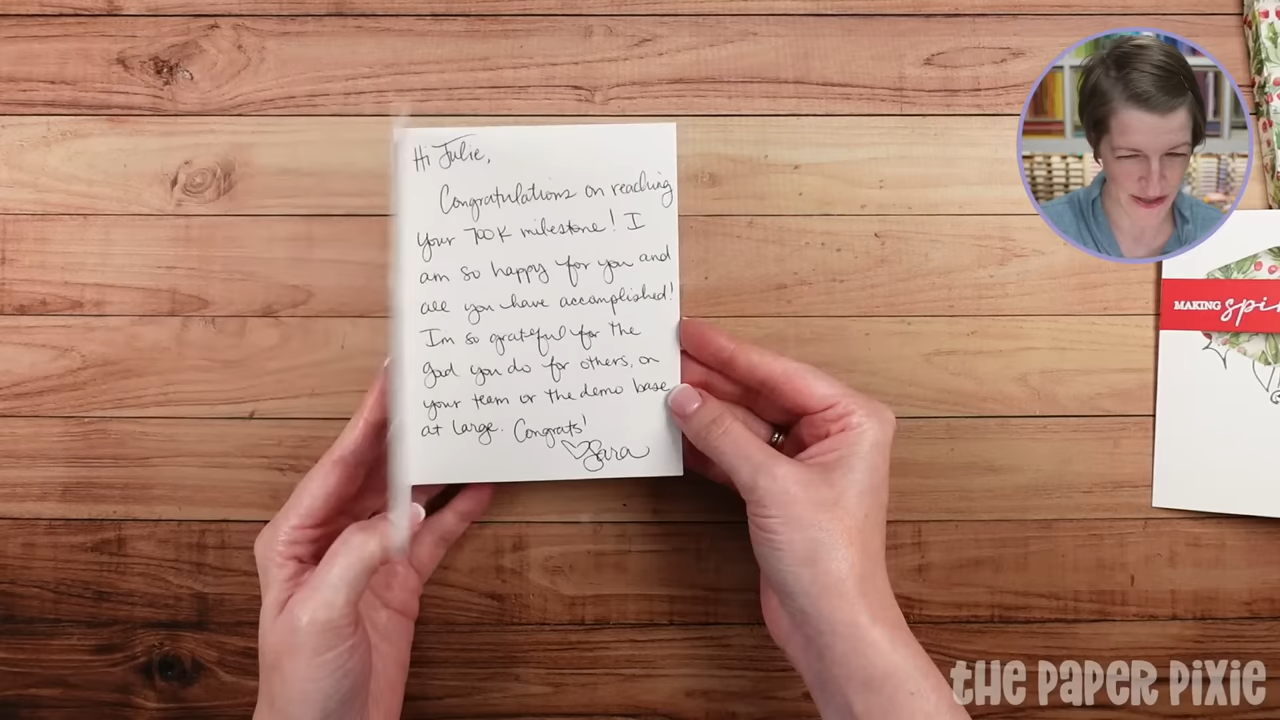 Hi Julie,
Congratulations on reaching
your 700K milestone! I
am so happy for you and
all you have accomplished!
Im so grateful for the
good you do for others, on
your team or the demo base
at large. Congrats!
♡Sara
MAKING
THE PAPER PIXIE